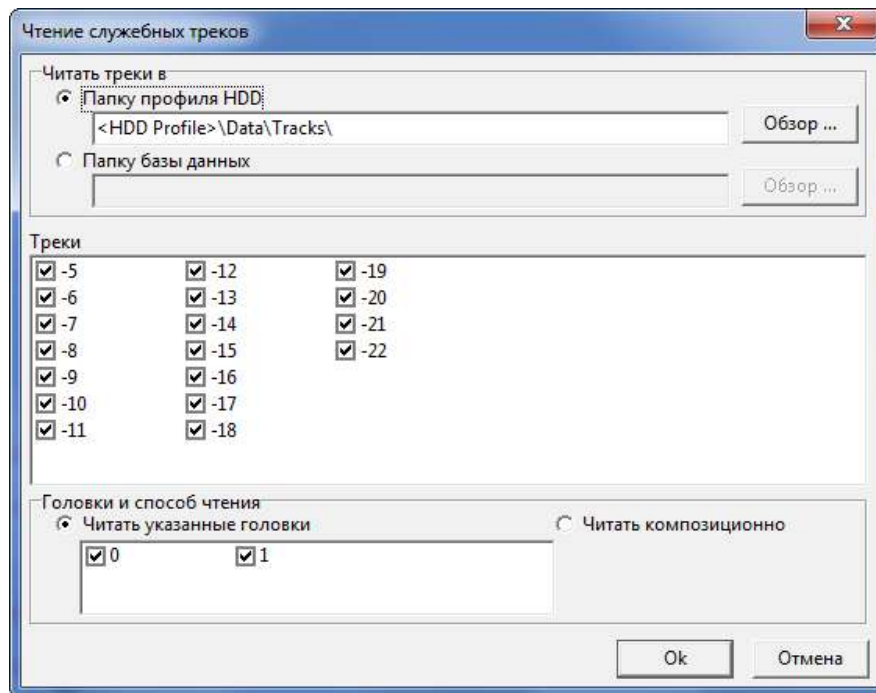 Чтение служебных треков
Читать треки в
Папку профиля HDD
<HDD Profile>\Data\Tracks\
Обзор ...
Папку базы данных
Обзор ...
Треки
-5 -12 -19
-6 -13 -20
-7 -14 -21
-8 -15 -22
-9 -16
-10 -17
-11 -18
Головки и способ чтения
Читать указанные головки Читать композиционно
0 1
Ok Отмена